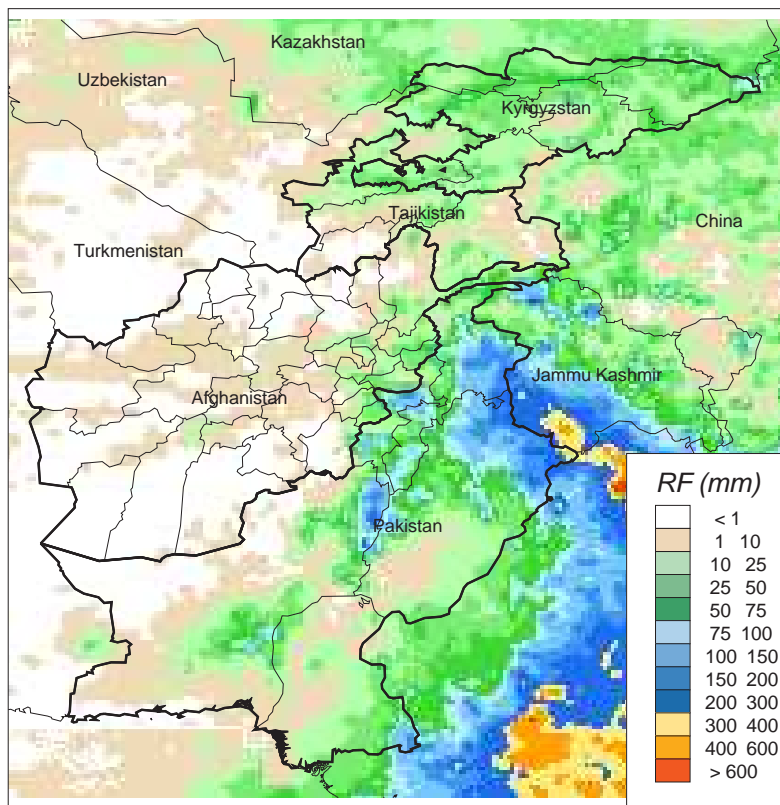 Kazakhstan
Uzbekistan
Kyrgyzstan
Tajikistan
China
Turkmenistan
Jammu Kashmir
Afghanistan
Pakistan
RF (mm)
< 1
1 10
10 25
25 50
50 75
75 100
100 150
150 200
200 300
300 400
400 600
> 600